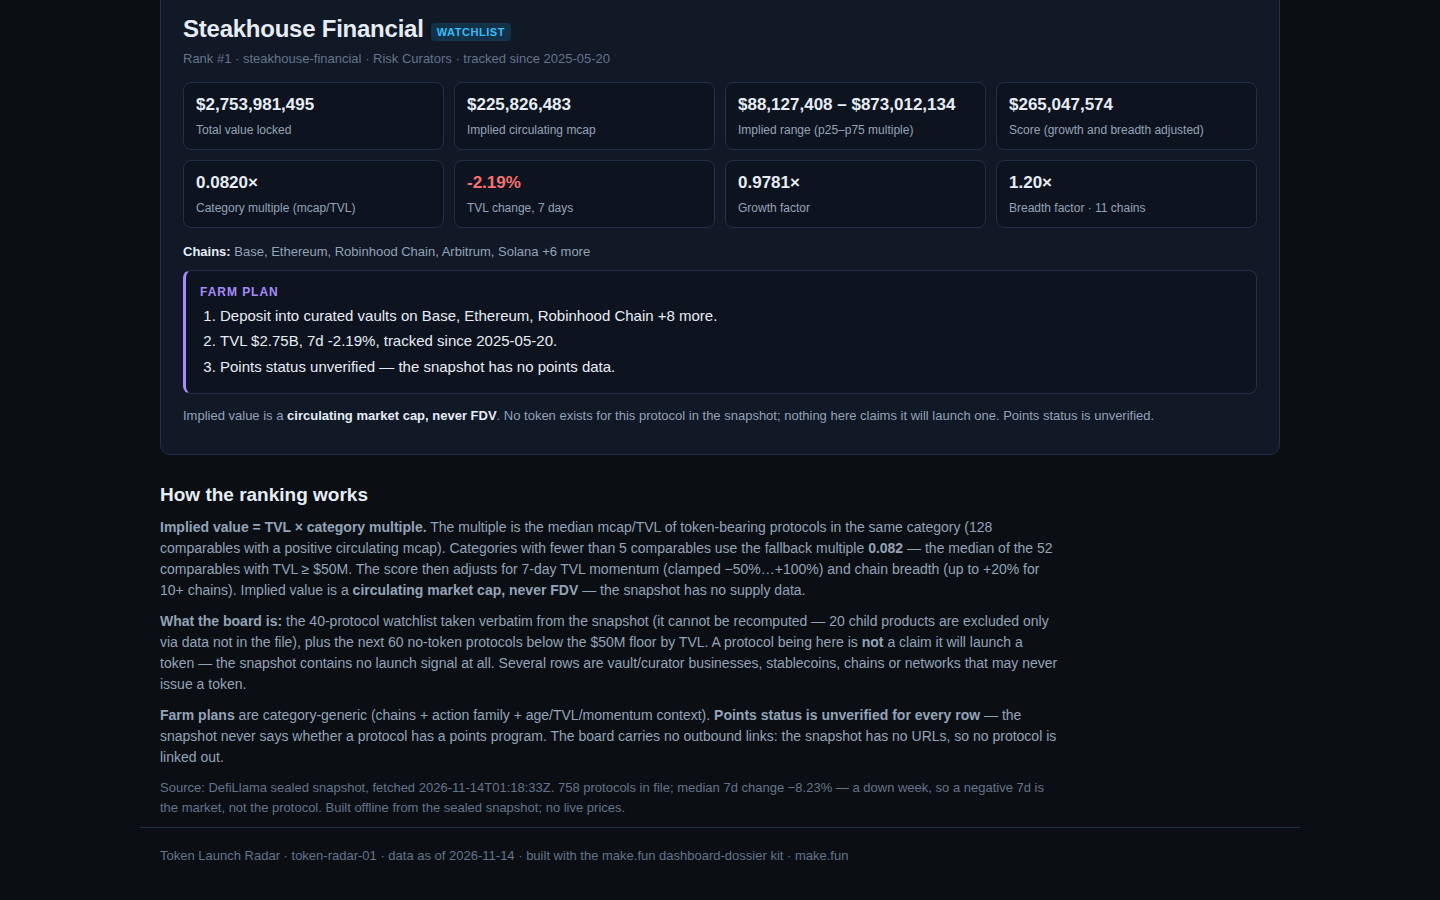 Steakhouse Financial WATCHLIST
Rank #1 · steakhouse-financial · Risk Curators · tracked since 2025-05-20
$2,753,981,495
Total value locked
$225,826,483
Implied circulating mcap
$88,127,408 – $873,012,134
Implied range (p25–p75 multiple)
$265,047,574
Score (growth and breadth adjusted)
0.0820×
Category multiple (mcap/TVL)
-2.19%
TVL change, 7 days
0.9781×
Growth factor
1.20×
Breadth factor · 11 chains
Chains: Base, Ethereum, Robinhood Chain, Arbitrum, Solana +6 more
FARM PLAN
1. Deposit into curated vaults on Base, Ethereum, Robinhood Chain +8 more.
2. TVL $2.75B, 7d -2.19%, tracked since 2025-05-20.
3. Points status unverified — the snapshot has no points data.
Implied value is a circulating market cap, never FDV. No token exists for this protocol in the snapshot; nothing here claims it will launch one. Points status is unverified.
How the ranking works
Implied value = TVL × category multiple. The multiple is the median mcap/TVL of token-bearing protocols in the same category (128
comparables with a positive circulating mcap). Categories with fewer than 5 comparables use the fallback multiple 0.082 — the median of the 52
comparables with TVL ≥ $50M. The score then adjusts for 7-day TVL momentum (clamped −50%…+100%) and chain breadth (up to +20% for
10+ chains). Implied value is a circulating market cap, never FDV — the snapshot has no supply data.
What the board is: the 40-protocol watchlist taken verbatim from the snapshot (it cannot be recomputed — 20 child products are excluded only
via data not in the file), plus the next 60 no-token protocols below the $50M floor by TVL. A protocol being here is not a claim it will launch a
token — the snapshot contains no launch signal at all. Several rows are vault/curator businesses, stablecoins, chains or networks that may never
issue a token.
Farm plans are category-generic (chains + action family + age/TVL/momentum context). Points status is unverified for every row — the
snapshot never says whether a protocol has a points program. The board carries no outbound links: the snapshot has no URLs, so no protocol is
linked out.
Source: DefiLlama sealed snapshot, fetched 2026-11-14T01:18:33Z. 758 protocols in file; median 7d change −8.23% — a down week, so a negative 7d is
the market, not the protocol. Built offline from the sealed snapshot; no live prices.
Token Launch Radar · token-radar-01 · data as of 2026-11-14 · built with the make.fun dashboard-dossier kit · make.fun